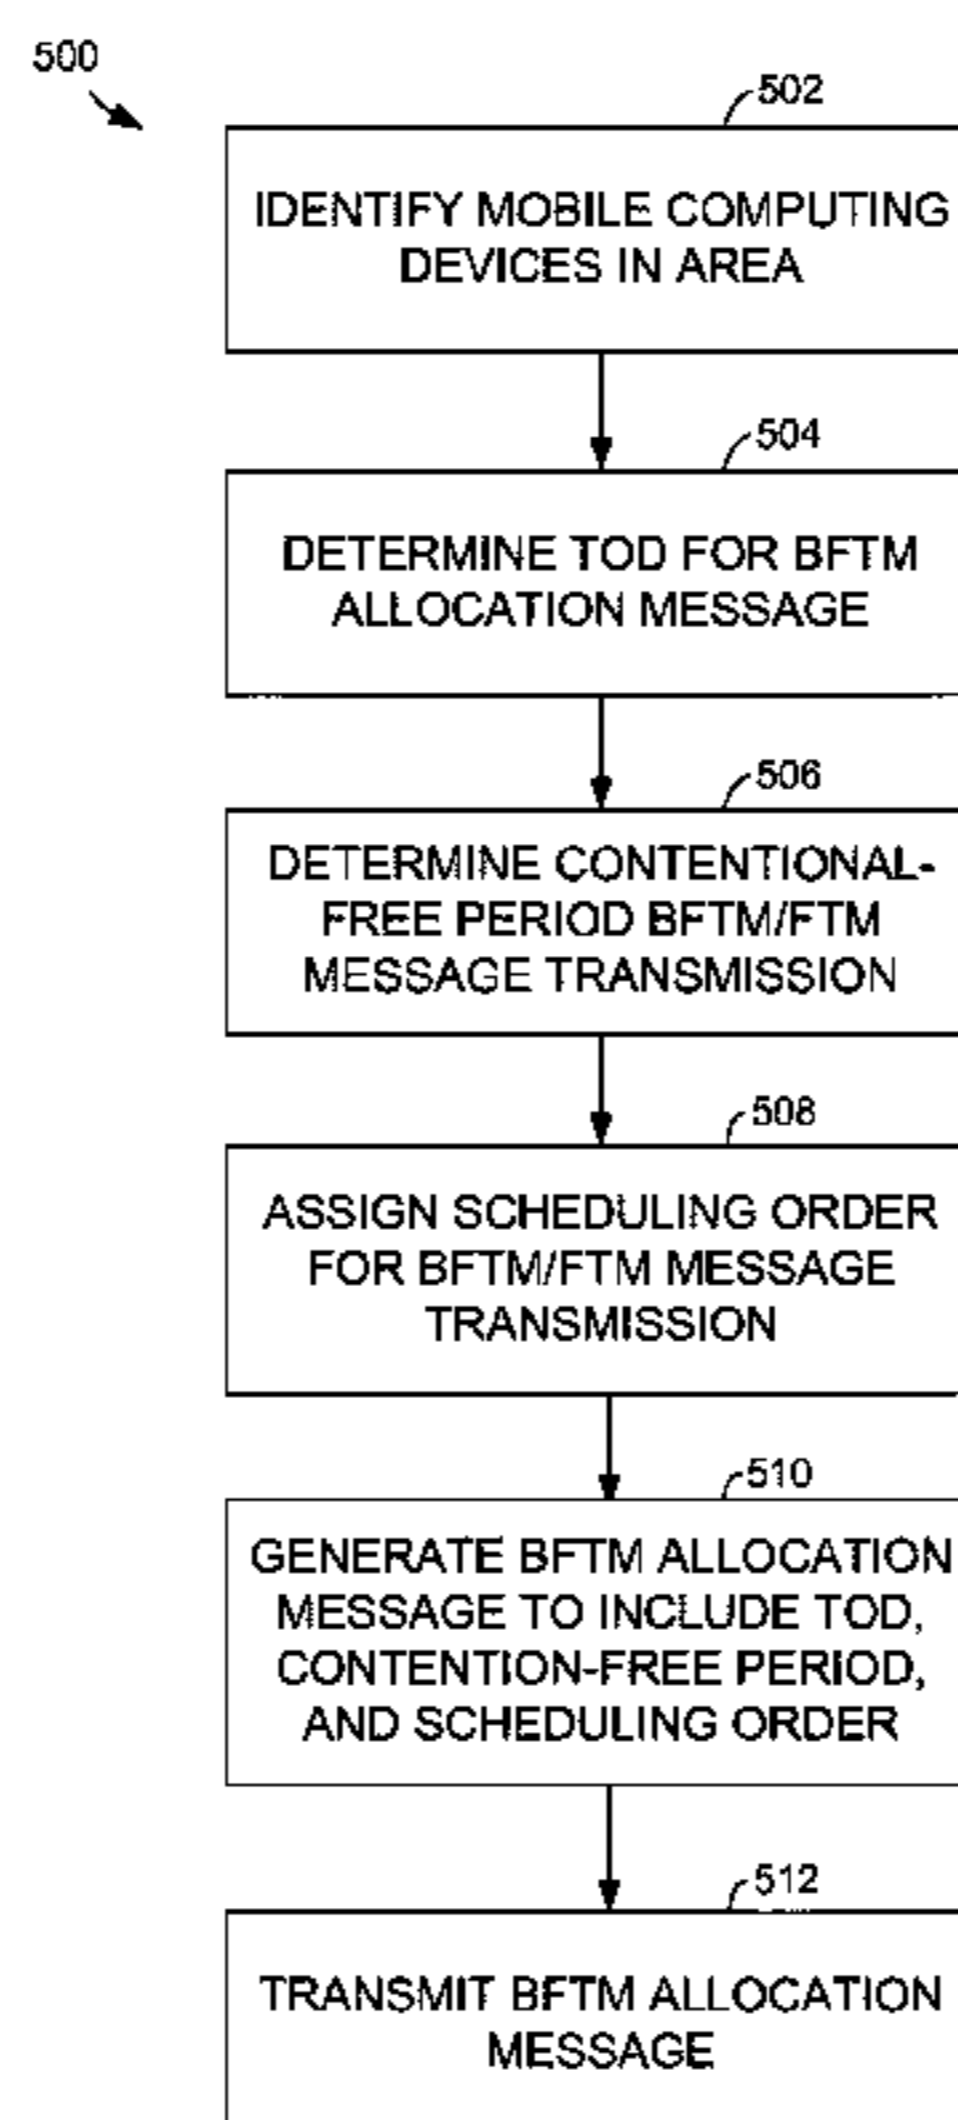 500
502
IDENTIFY MOBILE COMPUTING
DEVICES IN AREA
504
DETERMINE TOD FOR BFTM
ALLOCATION MESSAGE
506
DETERMINE CONTENTIONAL-
FREE PERIOD BFTM/FTM
MESSAGE TRANSMISSION
508
ASSIGN SCHEDULING ORDER
FOR BFTM/FTM MESSAGE
TRANSMISSION
510
GENERATE BFTM ALLOCATION
MESSAGE TO INCLUDE TOD,
CONTENTION-FREE PERIOD,
AND SCHEDULING ORDER
512
TRANSMIT BFTM ALLOCATION
MESSAGE